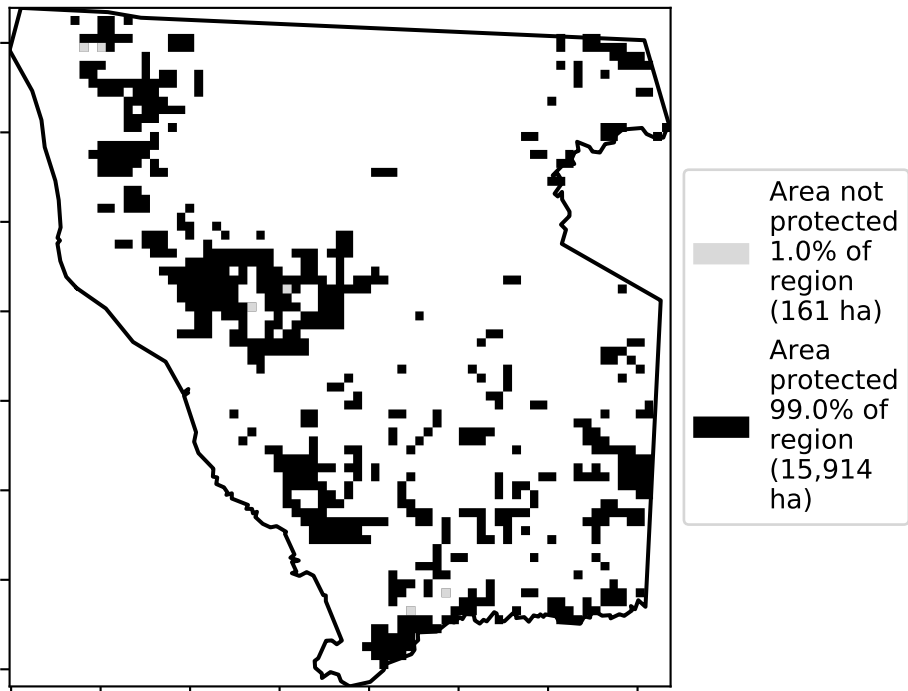 Area not
protected
1.0% of
region
(161 ha)
Area
protected
99.0% of
region
(15,914
ha)